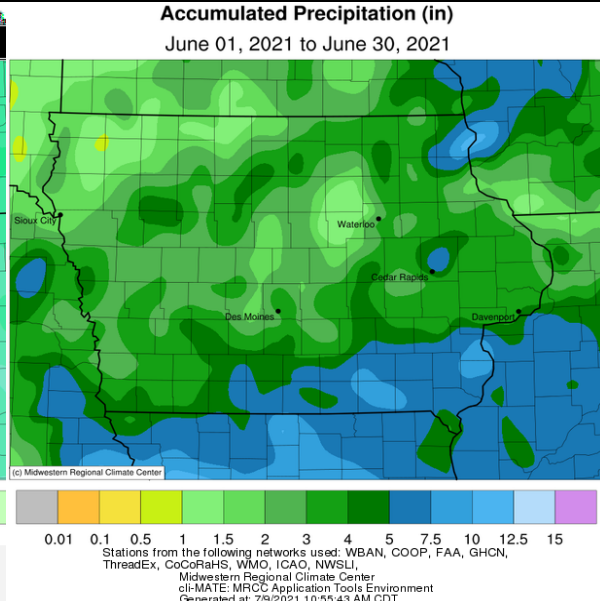 Accumulated Precipitation (in)
June 01, 2021 to June 30, 2021
Sioux City
Waterloo
Cedar Rapids
Des Moines
Davenport
(c) Midwestern Regional Climate Center
0.01 0.1 0.5 1 1.5 2 3 4 5 7.5 10 12.5 15
Stations from the following networks used: WBAN, COOP, FAA, GHCN,
ThreadEx, CoCoRaHS, WMO, ICAO, NWSLI,
Midwestern Regional Climate Center
cli-MATE: MRCC Application Tools Environment
Generated at: 7/9/2021 10:55:43 AM CDT